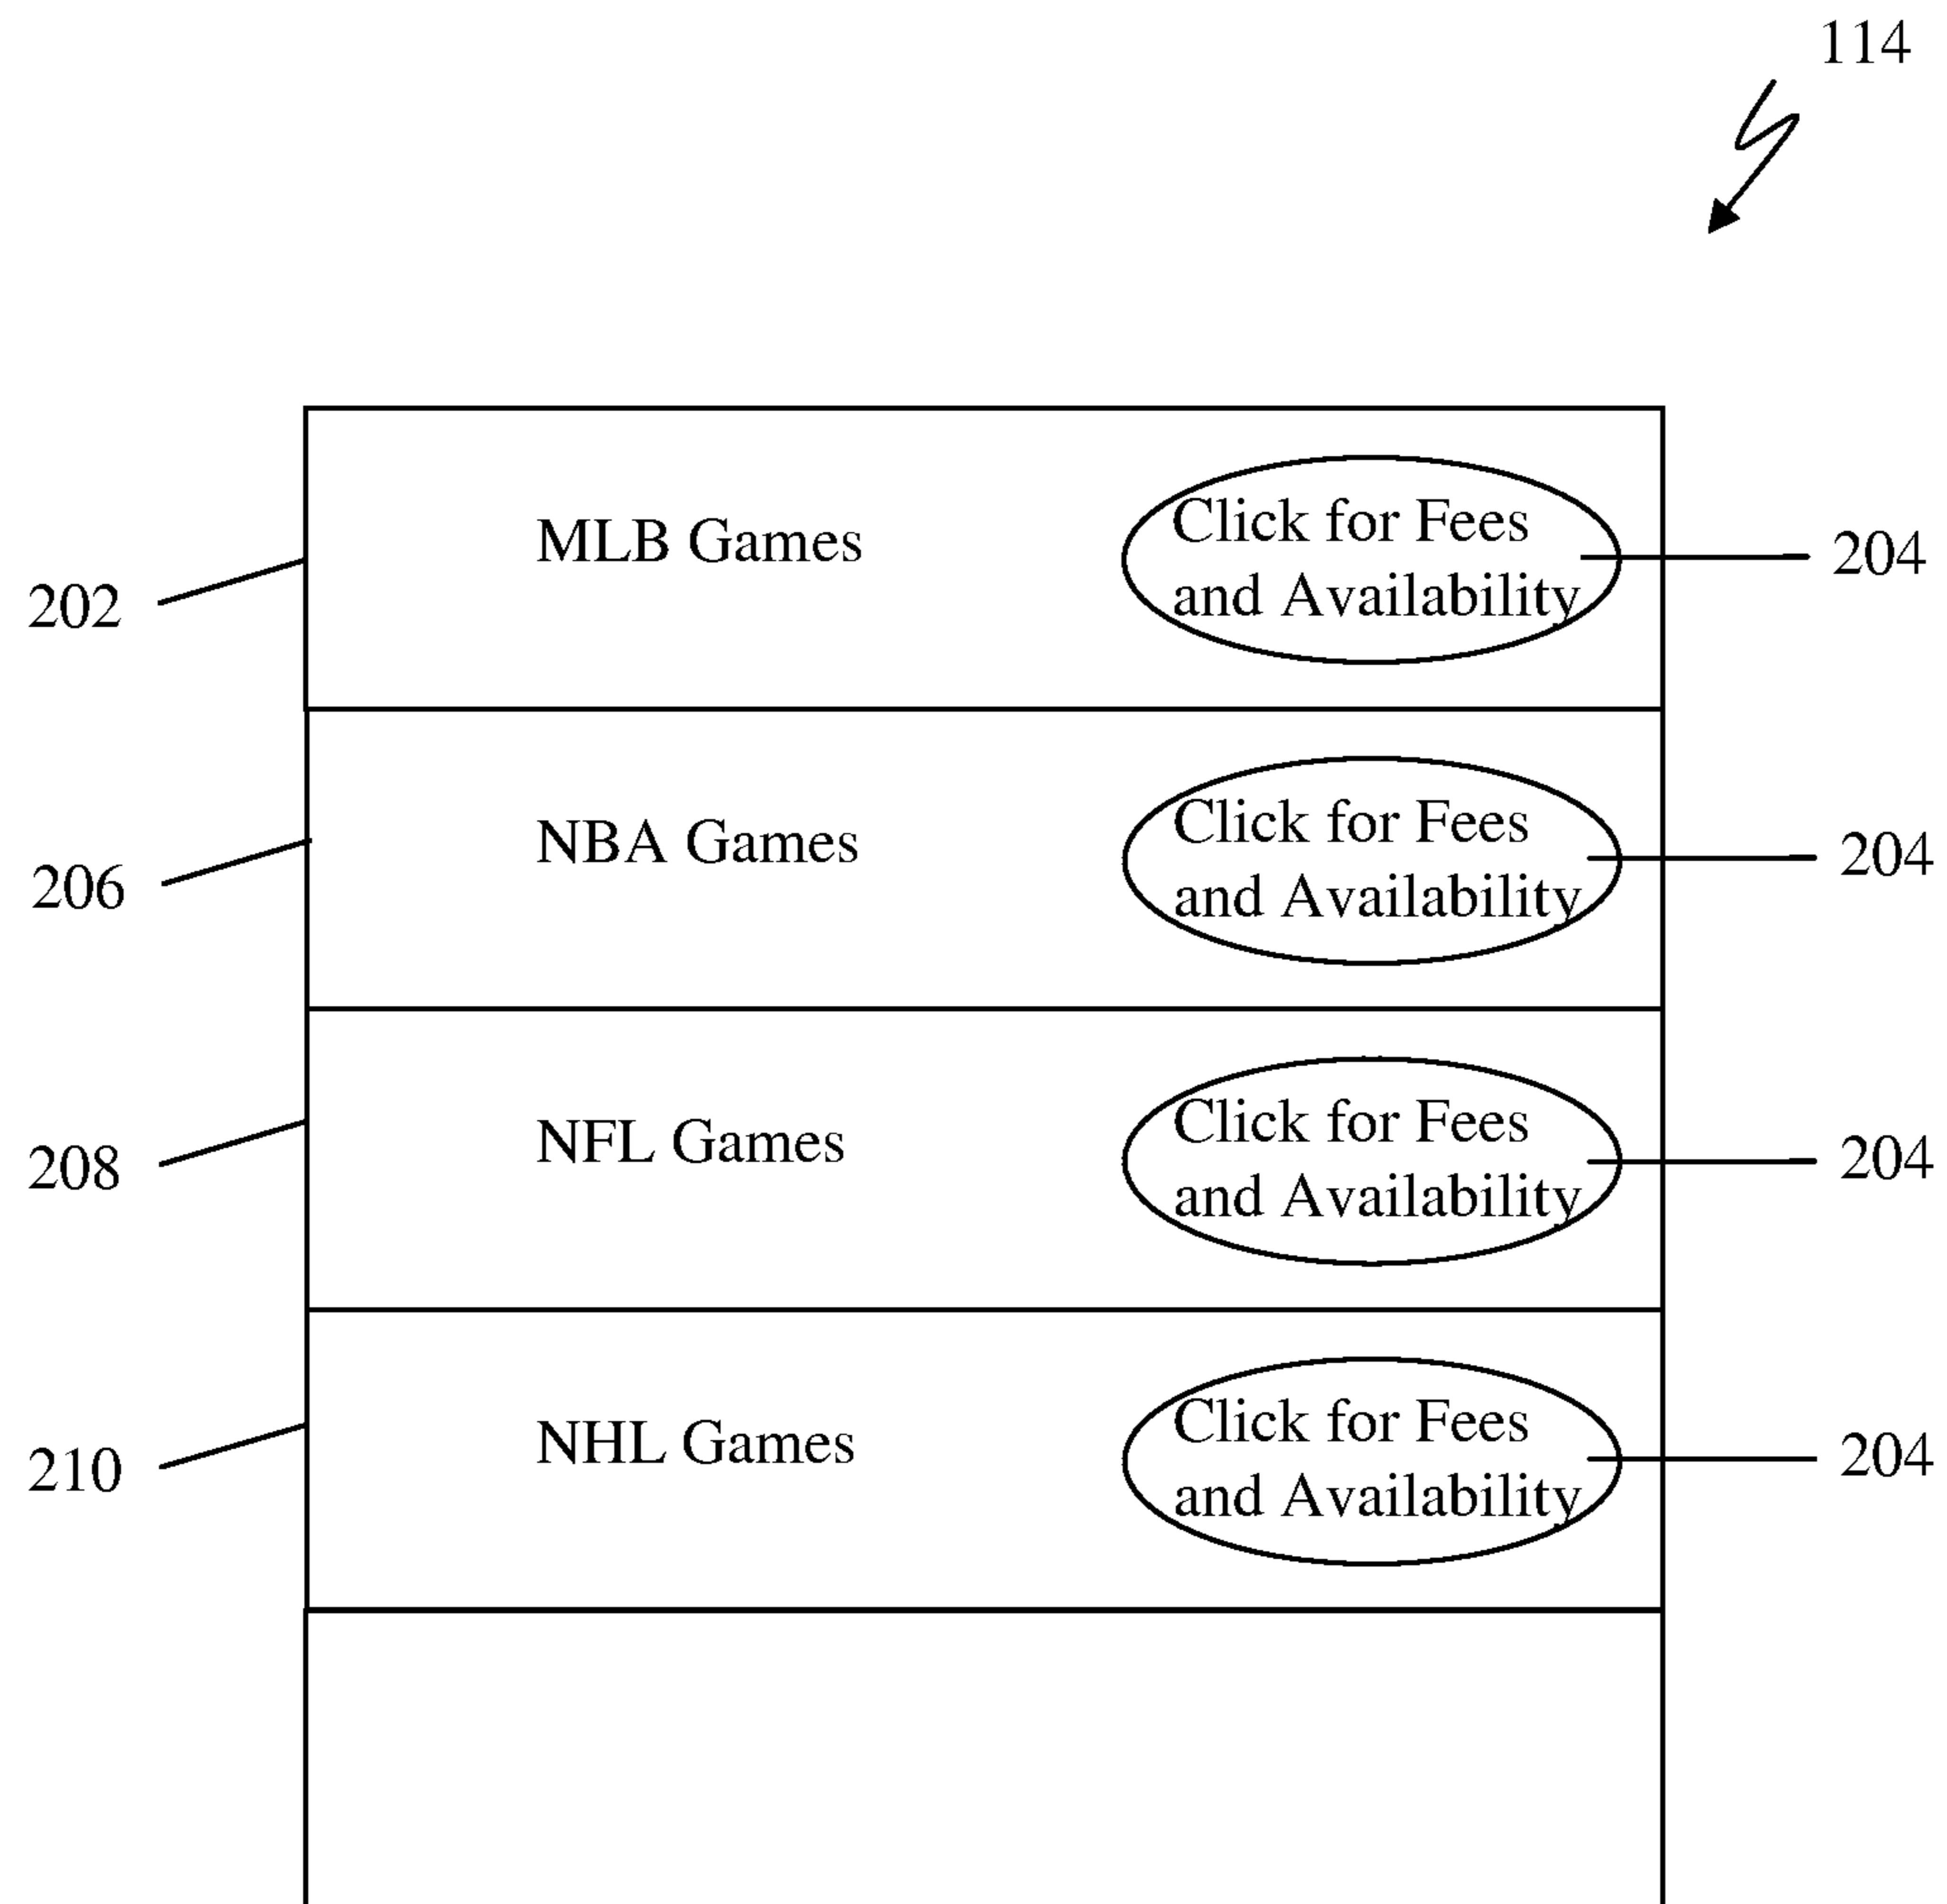 114
MLB Games
Click for Fees
and Availability
204
202
NBA Games
Click for Fees
and Availability
204
206
NFL Games
Click for Fees
and Availability
204
208
NHL Games
Click for Fees
and Availability
204
210